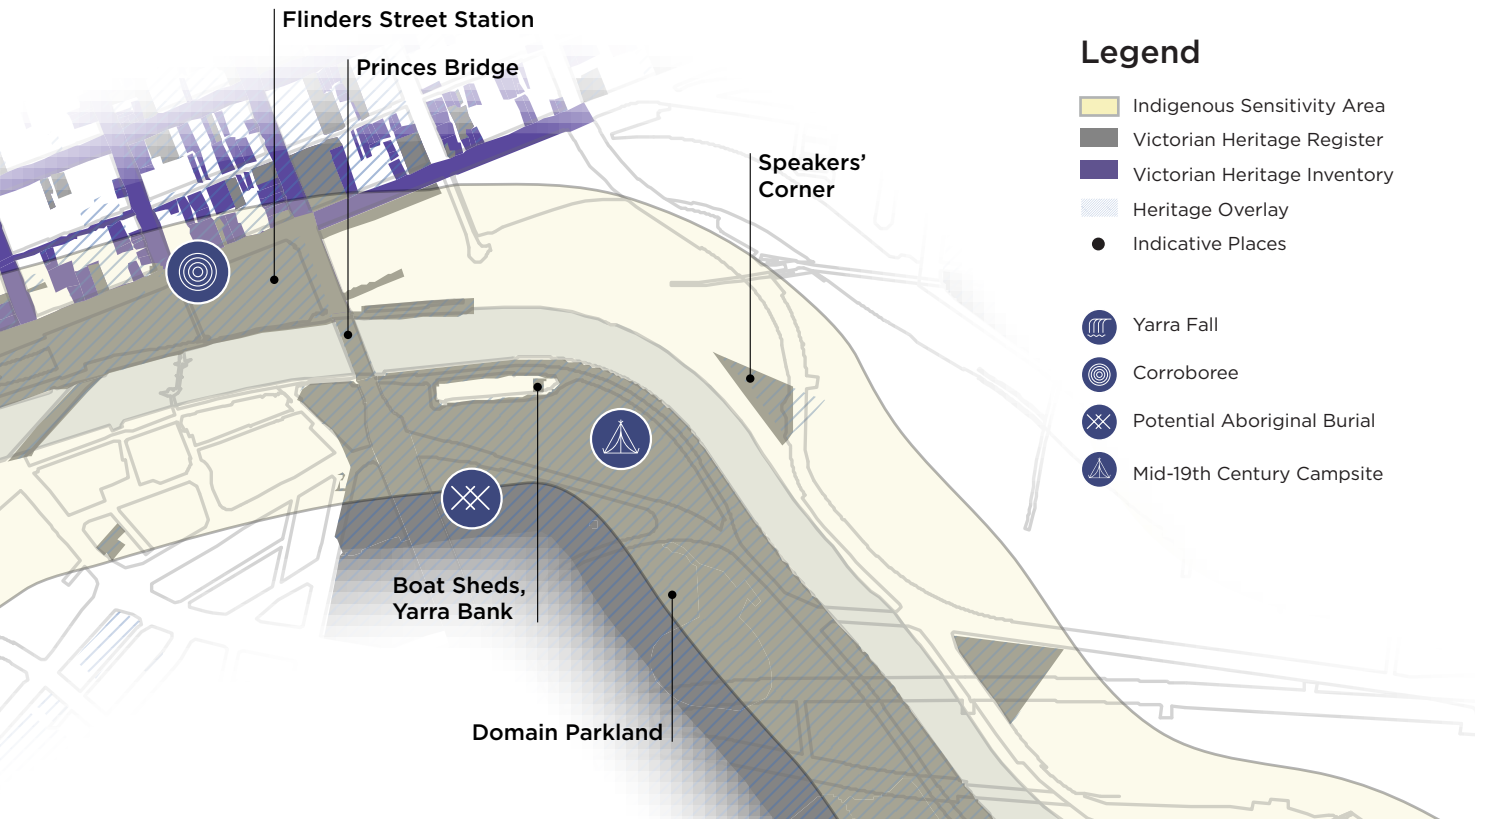 Flinders Street Station
Princes Bridge
Speakers’
Corner
Boat Sheds,
Yarra Bank
Domain Parkland
Legend
Indigenous Sensitivity Area
Victorian Heritage Register
Victorian Heritage Inventory
Heritage Overlay
Indicative Places
Yarra Fall
Corroboree
Potential Aboriginal Burial
Mid-19th Century Campsite